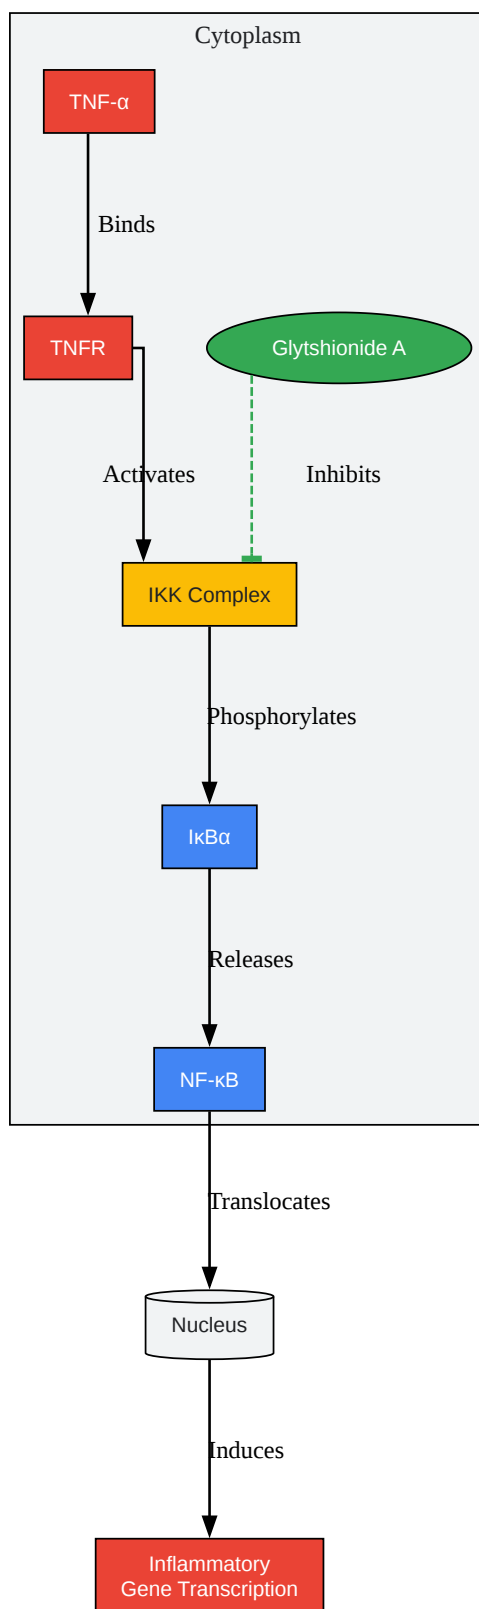 Cytoplasm
TNF-α
Binds
TNFR
Glytshionide A
Activates
Inhibits
IKK Complex
Phosphorylates
IκBα
Releases
NF-κB
Translocates
Nucleus
Induces
Inflammatory
Gene Transcription